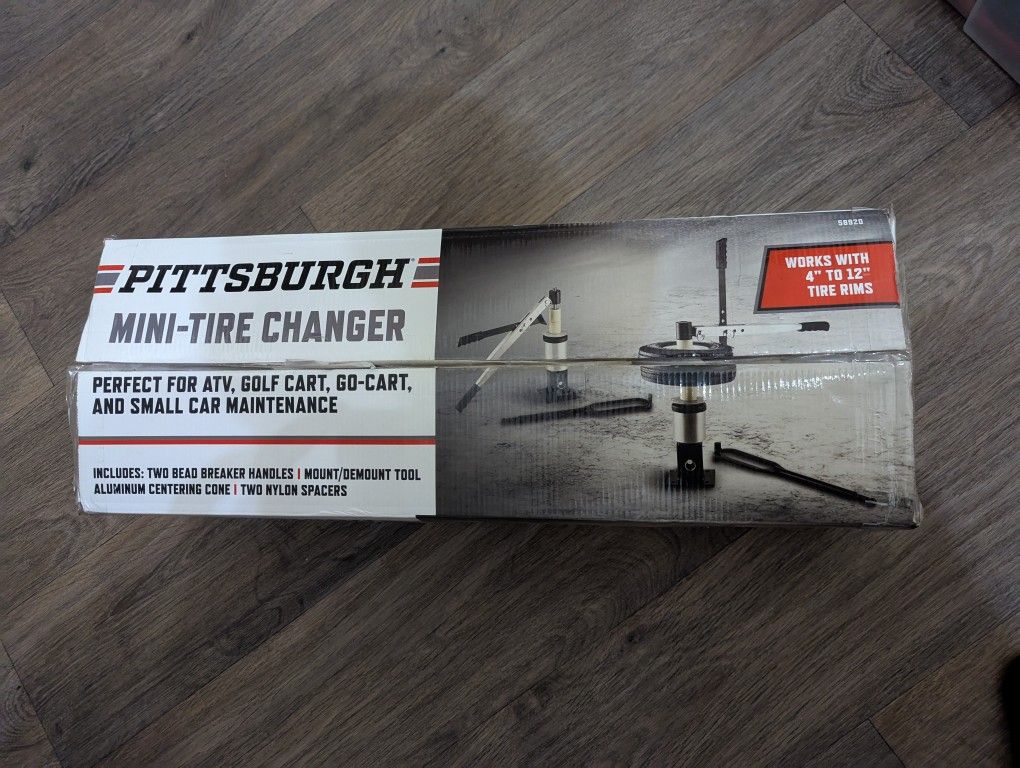 58920
PITTSBURGH®
MINI-TIRE CHANGER
WORKS WITH
4" TO 12"
TIRE RIMS
PERFECT FOR ATV, GOLF CART, GO-CART,
AND SMALL CAR MAINTENANCE
INCLUDES: TWO BEAD BREAKER HANDLES | MOUNT/DEMOUNT TOOL
ALUMINUM CENTERING CONE | TWO NYLON SPACERS